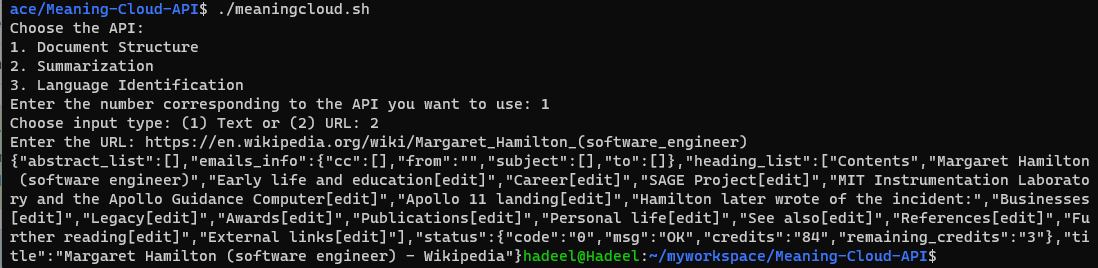 ace/Meaning-Cloud-API$ ./meaningcloud.sh
Choose the API:
1. Document Structure
2. Summarization
3. Language Identification
Enter the number corresponding to the API you want to use: 1
Choose input type: (1) Text or (2) URL: 2
Enter the URL: https://en.wikipedia.org/wiki/Margaret_Hamilton_(software_engineer)
{"abstract_list":[],"emails_info":{"cc":[],"from":"","subject":[],"to":[]},"heading_list":["Contents","Margaret Hamilton
(software engineer)","Early life and education[edit]","Career[edit]","SAGE Project[edit]","MIT Instrumentation Laborato
ry and the Apollo Guidance Computer[edit]","Apollo 11 landing[edit]","Hamilton later wrote of the incident:","Businesses
[edit]","Legacy[edit]","Awards[edit]","Publications[edit]","Personal life[edit]","See also[edit]","References[edit]","Fu
rther reading[edit]","External links[edit]"],"status":{"code":"0","msg":"OK","credits":"84","remaining_credits":"3"},"ti
tle":"Margaret Hamilton (software engineer) - Wikipedia"}hadeel@Hadeel:~/myworkspace/Meaning-Cloud-API$